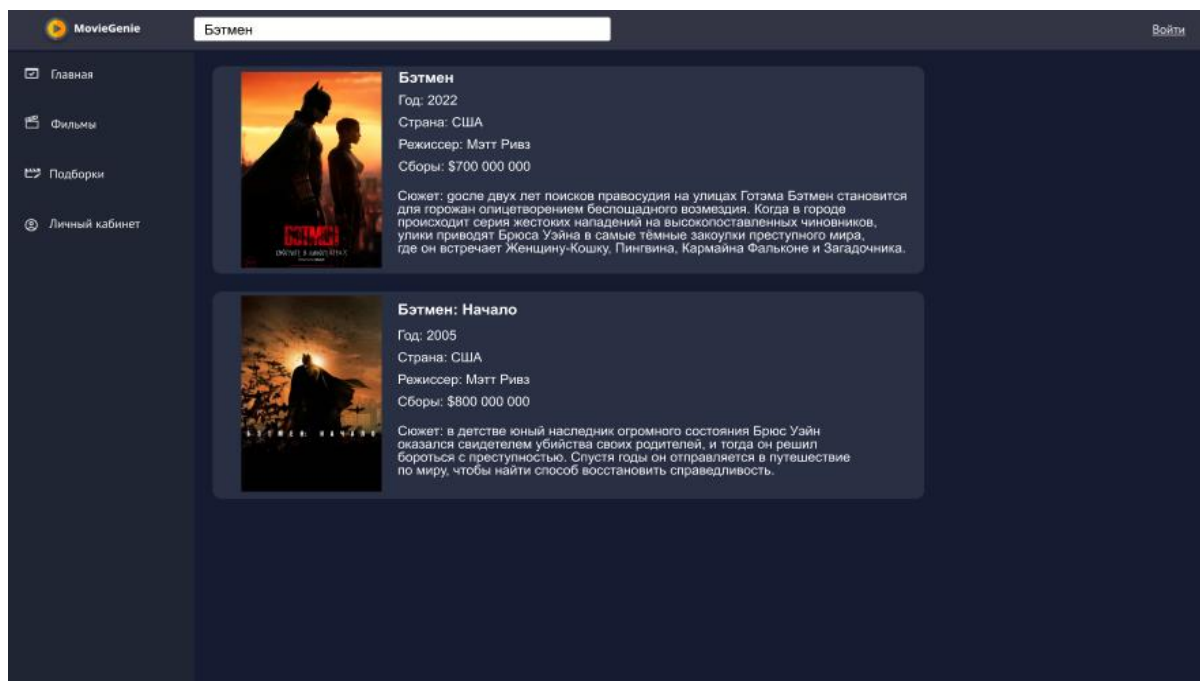 MovieGenie
Бэтмен
Войти
Главная
Фильмы
Подборки
Личный кабинет
Бэтмен
Год: 2022
Страна: США
Режиссер: Мэтт Ривз
Сборы: $700 000 000
Сюжет: gосле двух лет поисков правосудия на улицах Готэма Бэтмен становится
для горожан олицетворением беспощадного возмездия. Когда в городе
происходит серия жестоких нападений на высокопоставленных чиновников,
улики приводят Брюса Уэйна в самые тёмные закоулки преступного мира,
где он встречает Женщину-Кошку, Пингвина, Кармайна Фальконе и Загадочника.
БЭТМЕН
Бэтмен: Начало
Год: 2005
Страна: США
Режиссер: Мэтт Ривз
Сборы: $800 000 000
Сюжет: в детстве юный наследник огромного состояния Брюс Уэйн
оказался свидетелем убийства своих родителей, и тогда он решил
бороться с преступностью. Спустя годы он отправляется в путешествие
по миру, чтобы найти способ восстановить справедливость.
БЭТМЕН: НАЧАЛО